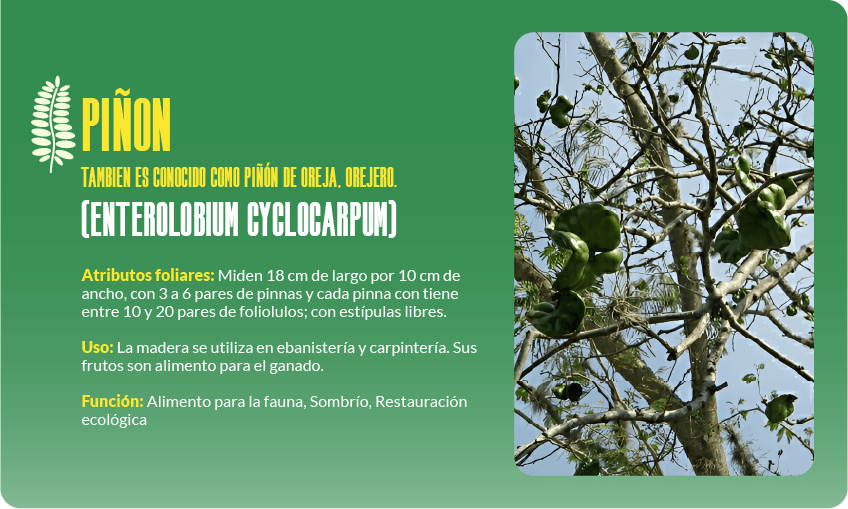 PIÑON
TAMBIEN ES CONOCIDO COMO PIÑÓN DE OREJA, OREJERO.
(ENTEROLOBIUM CYCLOCARPUM)
Atributos foliares: Miden 18 cm de largo por 10 cm de
ancho, con 3 a 6 pares de pinnas y cada pinna con tiene
entre 10 y 20 pares de foliolulos; con estípulas libres.
Uso: La madera se utiliza en ebanistería y carpintería. Sus
frutos son alimento para el ganado.
Función: Alimento para la fauna, Sombrío, Restauración
ecológica